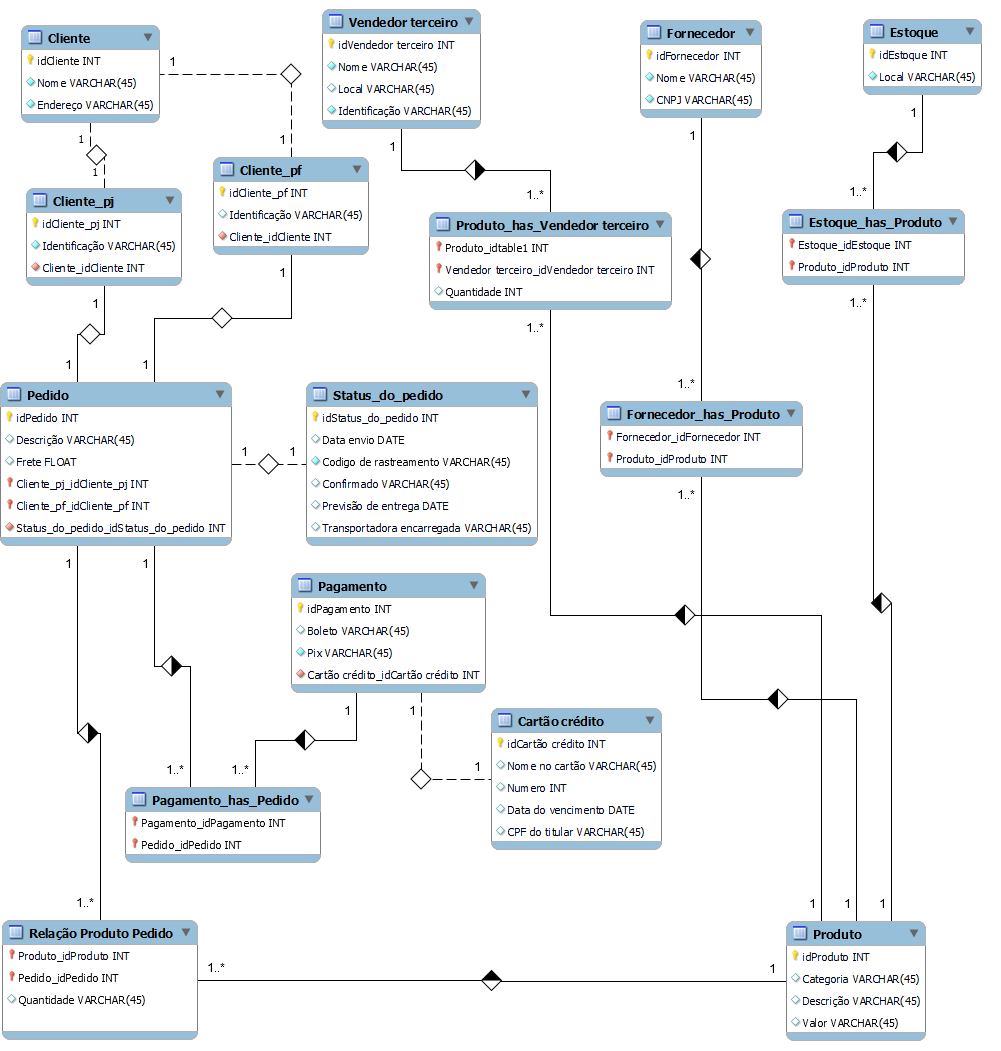 Cliente
idCliente INT
Nome VARCHAR(45)
Endereço VARCHAR(45)
1
1
1
1
Vendedor terceiro
idVendedor terceiro INT
Nome VARCHAR(45)
Local VARCHAR(45)
Identificação VARCHAR(45)
1
1..*
Fornecedor
idFornecedor INT
Nome VARCHAR(45)
CNPJ VARCHAR(45)
1
1..*
Estoque
idEstoque INT
Local VARCHAR(45)
1
1..*
Cliente_pj
idCliente_pj INT
Identificação VARCHAR(45)
Cliente_idCliente INT
1
1
Cliente_pf
idCliente_pf INT
Identificação VARCHAR(45)
Cliente_idCliente INT
1
1
Produto_has_Vendedor terceiro
Produto_idtable1 INT
Vendedor terceiro_idVendedor terceiro INT
Quantidade INT
1..*
Estoque_has_Produto
Estoque_idEstoque INT
Produto_idProduto INT
1..*
Pedido
idPedido INT
Descrição VARCHAR(45)
Frete FLOAT
Cliente_pj_idCliente_pj INT
Cliente_pf_idCliente_pf INT
Status_do_pedido_idStatus_do_pedido INT
1
1
1
1
Status_do_pedido
idStatus_do_pedido INT
Data envio DATE
Codigo de rastreamento VARCHAR(45)
Confirmado VARCHAR(45)
Previsão de entrega DATE
Transportadora encarregada VARCHAR(45)
Fornecedor_has_Produto
Fornecedor_idFornecedor INT
Produto_idProduto INT
1..*
Pagamento
idPagamento INT
Boleto VARCHAR(45)
Pix VARCHAR(45)
Cartão crédito_idCartão crédito INT
1
1
1
Cartão crédito
idCartão crédito INT
Nome no cartão VARCHAR(45)
Numero INT
Data do vencimento DATE
CPF do titular VARCHAR(45)
1..*
1..*
Pagamento_has_Pedido
Pagamento_idPagamento INT
Pedido_idPedido INT
1..*
Relação Produto Pedido
Produto_idProduto INT
Pedido_idPedido INT
Quantidade VARCHAR(45)
1..*
1
1
1
1
Produto
idProduto INT
Categoria VARCHAR(45)
Descrição VARCHAR(45)
Valor VARCHAR(45)